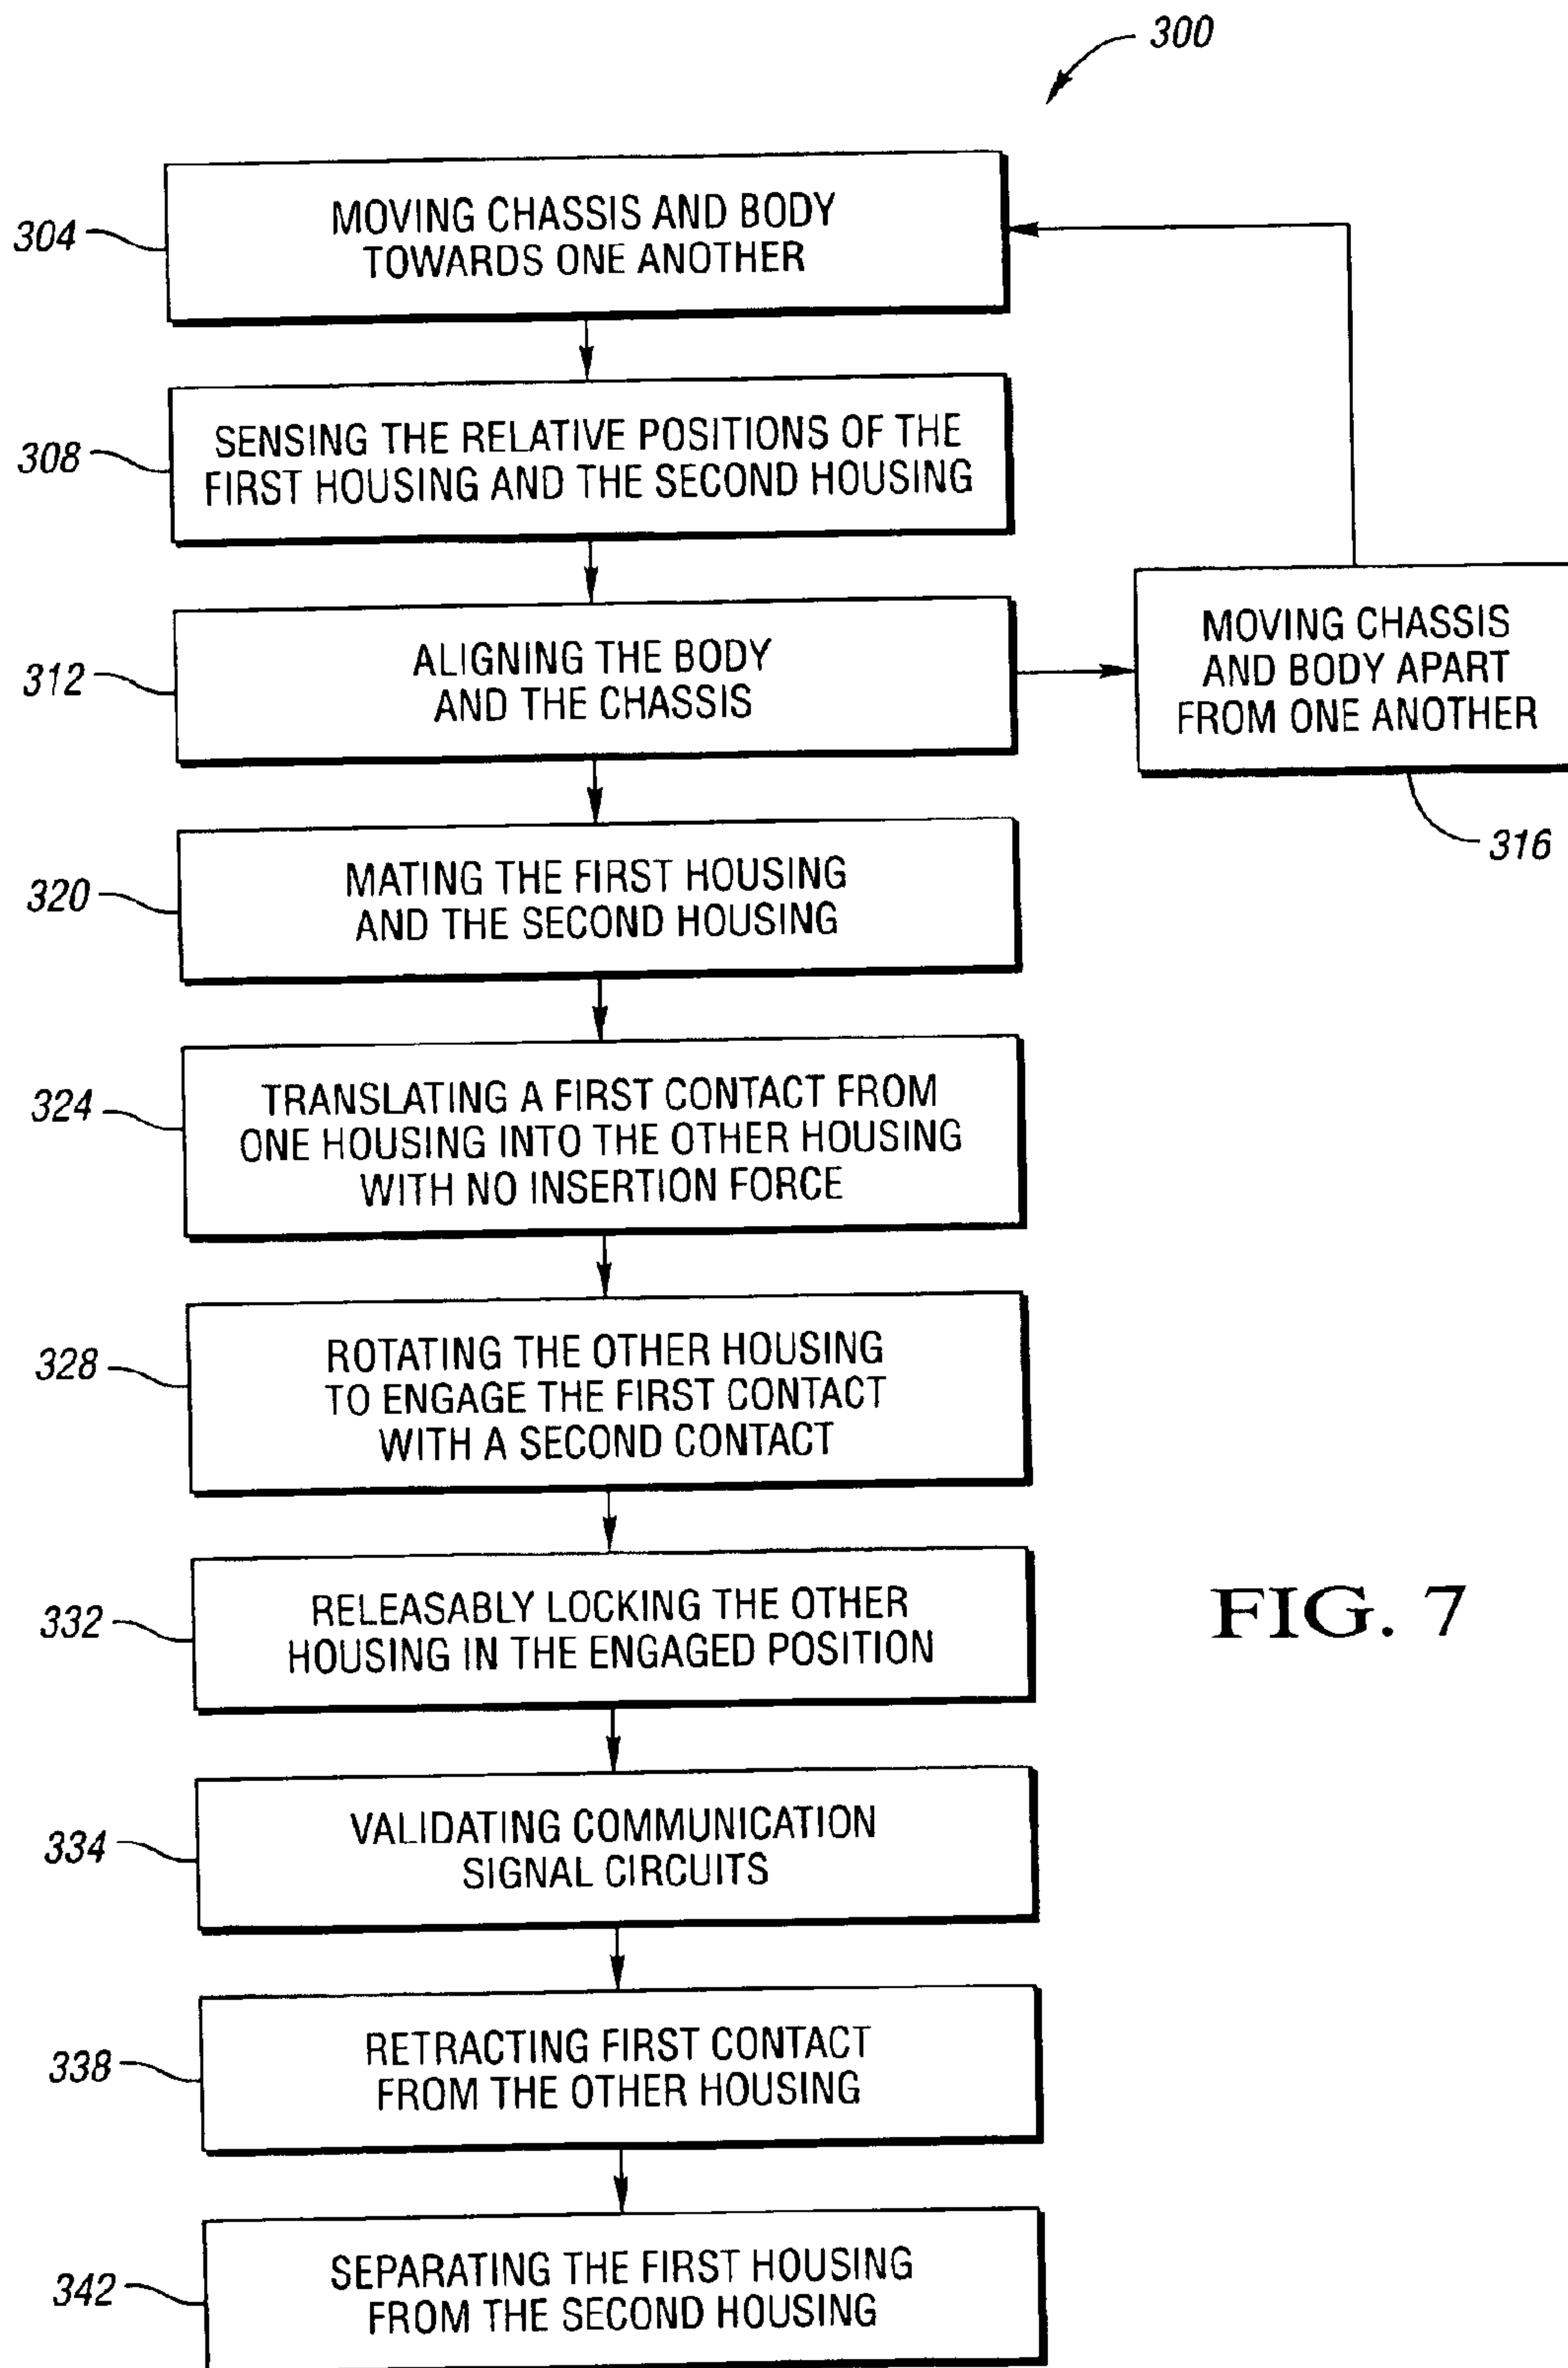 300
304
MOVING CHASSIS AND BODY
TOWARDS ONE ANOTHER
308
SENSING THE RELATIVE POSITIONS OF THE
FIRST HOUSING AND THE SECOND HOUSING
312
ALIGNING THE BODY
AND THE CHASSIS
MOVING CHASSIS
AND BODY APART
FROM ONE ANOTHER
316
320
MATING THE FIRST HOUSING
AND THE SECOND HOUSING
324
TRANSLATING A FIRST CONTACT FROM
ONE HOUSING INTO THE OTHER HOUSING
WITH NO INSERTION FORCE
328
ROTATING THE OTHER HOUSING
TO ENGAGE THE FIRST CONTACT
WITH A SECOND CONTACT
332
RELEASABLY LOCKING THE OTHER
HOUSING IN THE ENGAGED POSITION
FIG. 7
334
VALIDATING COMMUNICATION
SIGNAL CIRCUITS
338
RETRACTING FIRST CONTACT
FROM THE OTHER HOUSING
342
SEPARATING THE FIRST HOUSING
FROM THE SECOND HOUSING